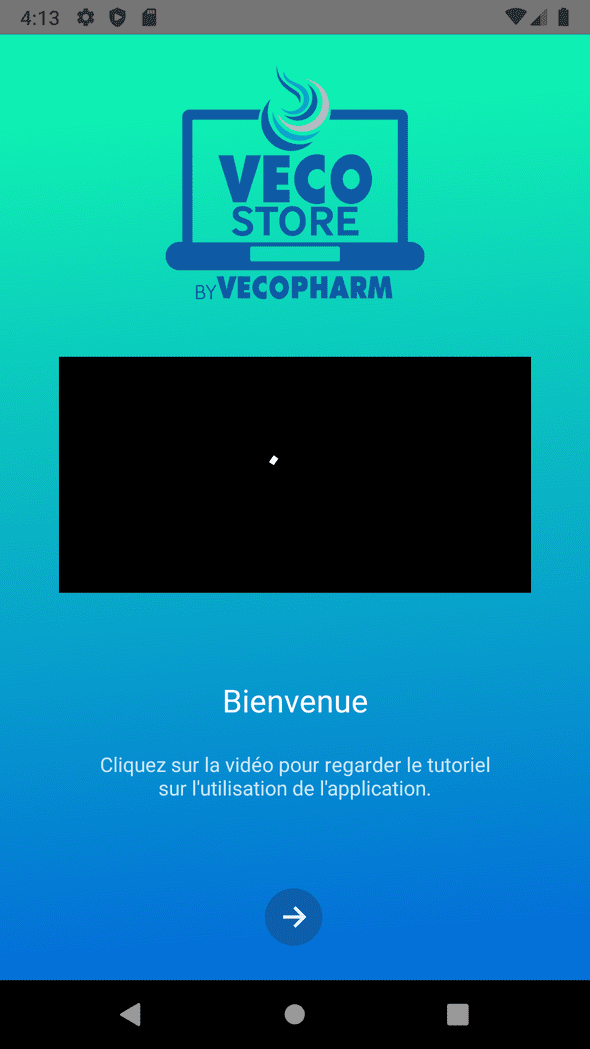 4:13
VECO
STORE
BY VECOPHARM
Bienvenue
Cliquez sur la vidéo pour regarder le tutoriel
sur l'utilisation de l'application.